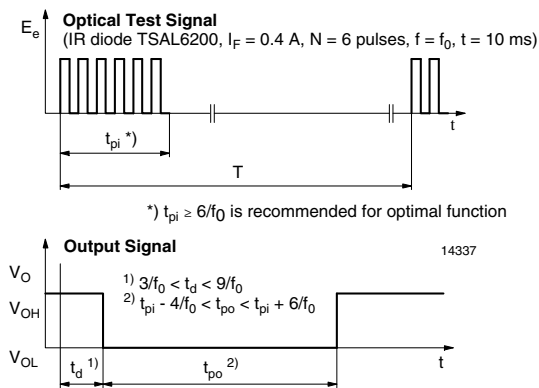 E_e
Optical Test Signal
(IR diode TSAL6200, I_F = 0.4 A, N = 6 pulses, f = f_0, t = 10 ms)
t
t_pi *)
T
*) t_pi ≥ 6/f_0 is recommended for optimal function
Output Signal
14337
V_O
V_OH
V_OL
1) 3/f_0 < t_d < 9/f_0
2) t_pi - 4/f_0 < t_po < t_pi + 6/f_0
t_d 1)
t_po 2)
t